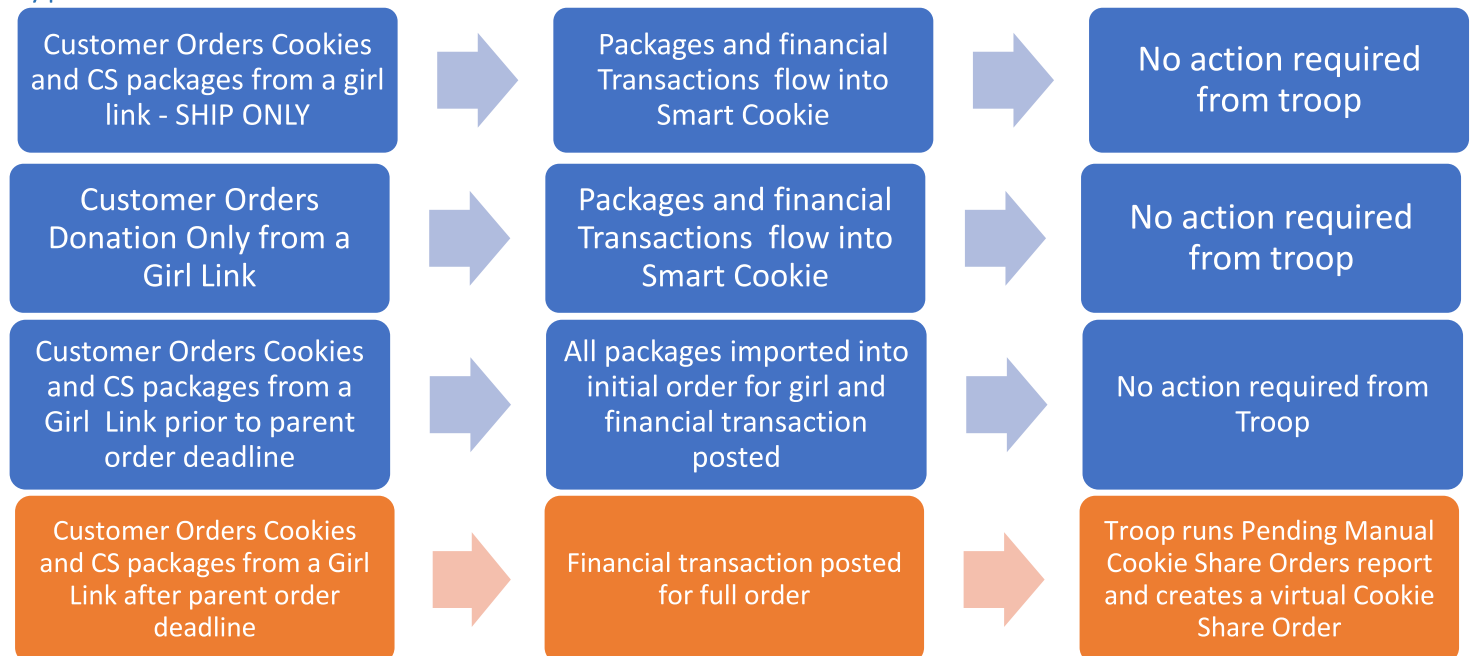 Customer Orders Cookies
and CS packages from a girl
link - SHIP ONLY
Packages and financial
Transactions flow into
Smart Cookie
No action required
from troop
Customer Orders
Donation Only from a
Girl Link
Packages and financial
Transactions flow into
Smart Cookie
No action required
from troop
Customer Orders Cookies
and CS packages from a
Girl Link prior to parent
order deadline
All packages imported into
initial order for girl and
financial transaction
posted
No action required from
Troop
Customer Orders Cookies
and CS packages from a Girl
Link after parent order
deadline
Financial transaction posted
for full order
Troop runs Pending Manual
Cookie Share Orders report
and creates a virtual Cookie
Share Order